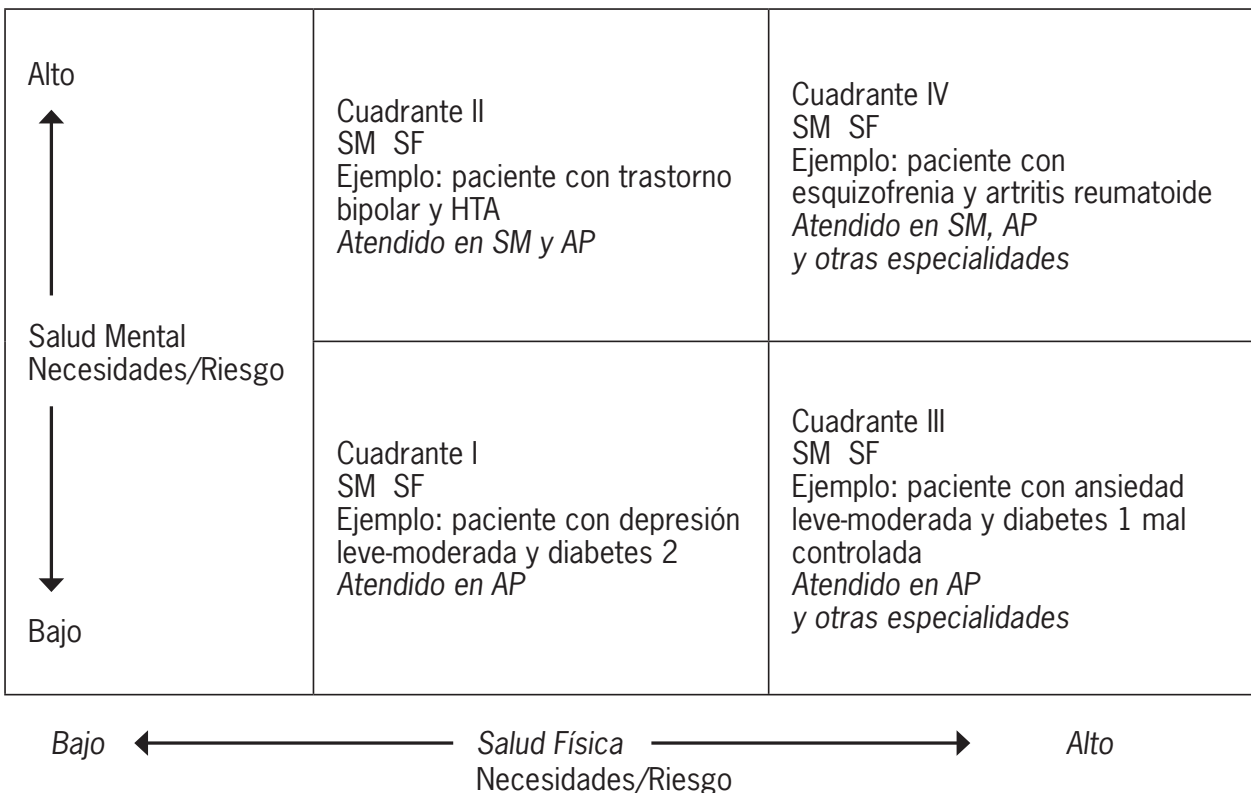 Alto
Salud Mental
Necesidades/Riesgo
Bajo
Cuadrante II
SM SF
Ejemplo: paciente con trastorno
bipolar y HTA
Atendido en SM y AP
Cuadrante IV
SM SF
Ejemplo: paciente con
esquizofrenia y artritis reumatoide
Atendido en SM, AP
y otras especialidades
Cuadrante I
SM SF
Ejemplo: paciente con depresión
leve-moderada y diabetes 2
Atendido en AP
Cuadrante III
SM SF
Ejemplo: paciente con ansiedad
leve-moderada y diabetes 1 mal
controlada
Atendido en AP
y otras especialidades
Bajo
Salud Física
Necesidades/Riesgo
Alto